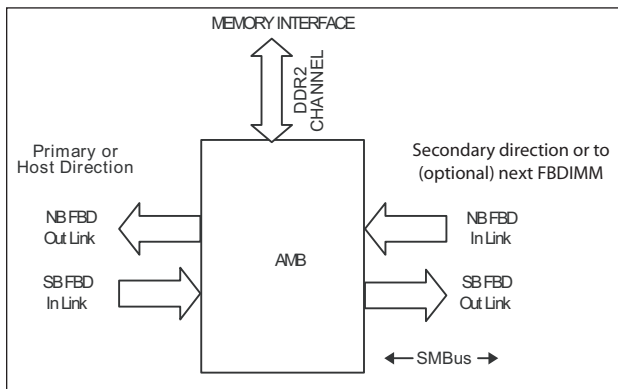 MEMORY INTERFACE
DDR2
CHANNEL
Primary or
Host Direction
Secondary direction or to
(optional) next FBDIMM
NB FBD
Out Link
NB FBD
In Link
AMB
SB FBD
In Link
SB FBD
Out Link
SMBus